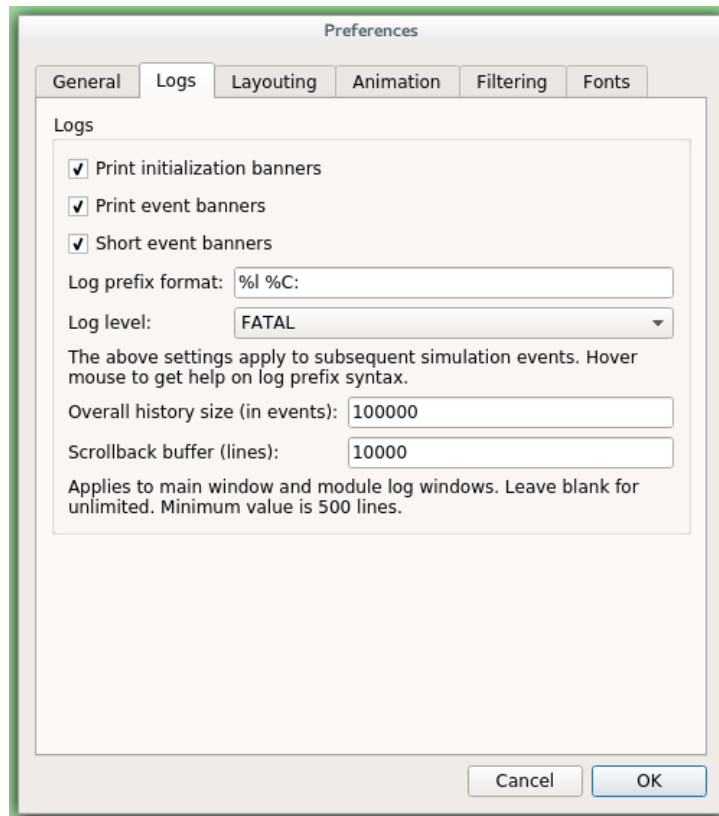 Preferences
General Logs Layouting Animation Filtering Fonts
Logs
Print initialization banners
Print event banners
Short event banners
Log prefix format: %l %C:
Log level: FATAL
The above settings apply to subsequent simulation events. Hover
mouse to get help on log prefix syntax.
Overall history size (in events): 100000
Scrollback buffer (lines): 10000
Applies to main window and module log windows. Leave blank for
unlimited. Minimum value is 500 lines.
Cancel OK